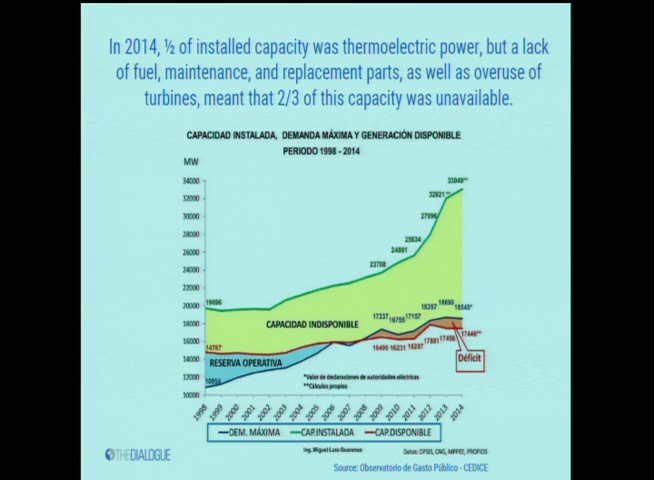 In 2014, ½ of installed capacity was thermoelectric power, but a lack
of fuel, maintenance, and replacement parts, as well as overuse of
turbines, meant that 2/3 of this capacity was unavailable.
CAPACIDAD INSTALADA, DEMANDA MÁXIMA Y GENERACIÓN DISPONIBLE
PERIODO 1998 - 2014
MW
34000
32000
30000
28000
26000
24000
22000
20000
18000
16000
14000
12000
10000
33049**
32021**
27996
25634
24801
23708
19696
17337
16755
17157
18357
18696
18545*
CAPACIDAD INDISPONIBLE
14787
16495
16231
16297
17881
17456
17446**
RESERVA OPERATIVA
Déficit
10854
*Valor de declaraciones de autoridades eléctricas
**Cálculos propios
1998
1999
2000
2001
2002
2003
2004
2005
2006
2007
2008
2009
2010
2011
2012
2013
2014
DEM. MÁXIMA
CAP.INSTALADA
CAP.DISPONIBLE
Ing. Miguel Lara Guarenas
Datos: OPSIS, CNG, MPPEE, PROPIOS
THEDIALOGUE
Source: Observatorio de Gasto Público - CEDICE